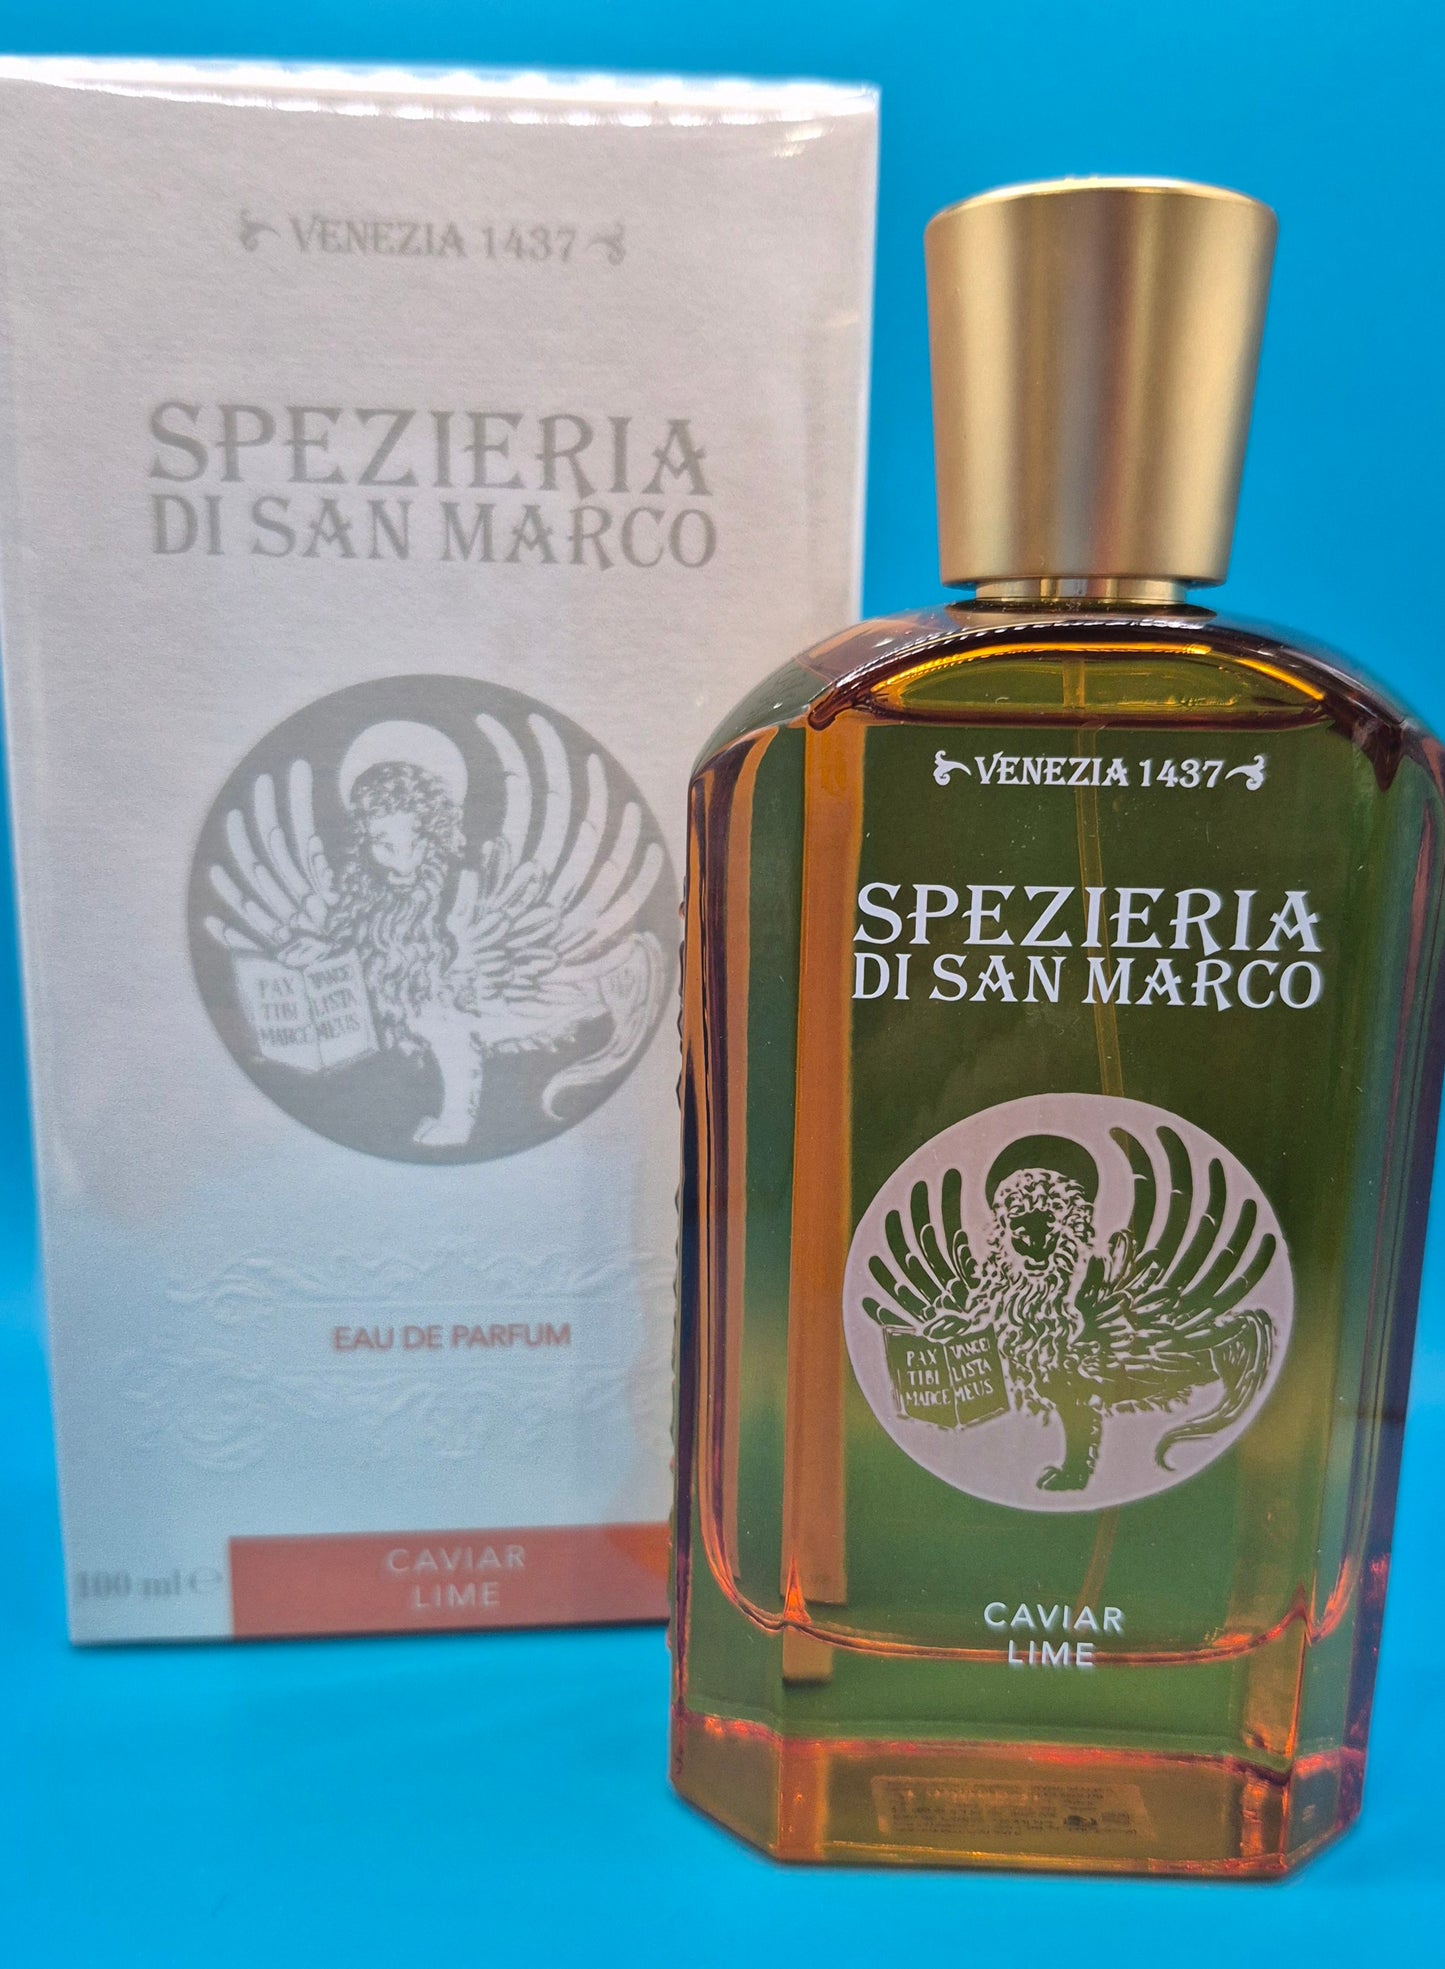 VENEZIA 1437
SPEZIERIA
DI SAN MARCO
PAX
TIBI
MARCE
VANGE
LISTA
MEUS
EAU DE PARFUM
100 ml
CAVIAR
LIME
VENEZIA 1437
SPEZIERIA
DI SAN MARCO
PAX
TIBI
MARCE
VANGE
LISTA
MEUS
CAVIAR
LIME